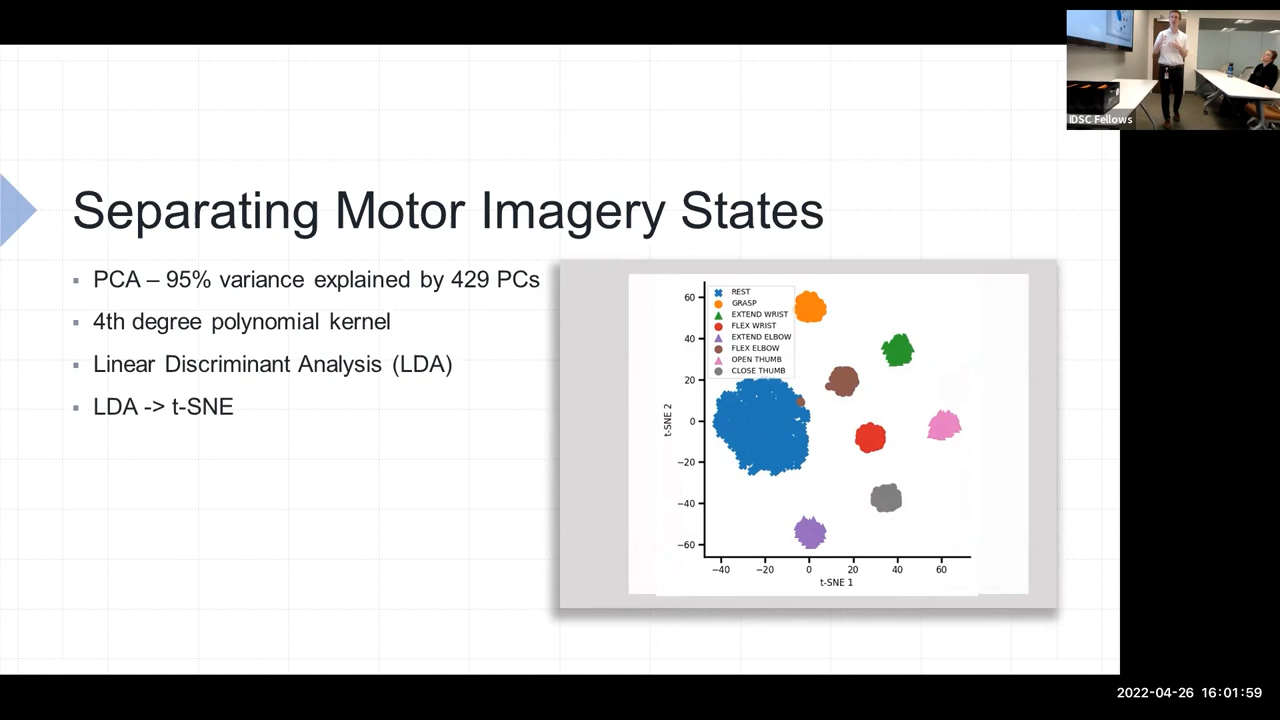 IDSC Fellows
Separating Motor Imagery States
PCA – 95% variance explained by 429 PCs
4th degree polynomial kernel
Linear Discriminant Analysis (LDA)
LDA -> t-SNE
REST
GRASP
EXTEND WRIST
FLEX WRIST
EXTEND ELBOW
FLEX ELBOW
OPEN THUMB
CLOSE THUMB
60
40
20
0
−20
−40
−60
t-SNE 2
−40 −20 0 20 40 60
t-SNE 1
2022-04-26 16:01:59